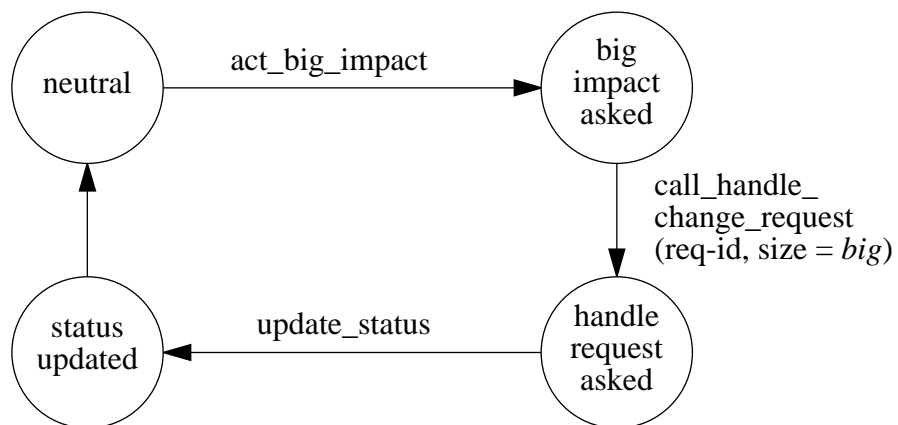 neutral
act_big_impact
big
impact
asked
call_handle_
change_request
(req-id, size = big)
handle
request
asked
update_status
status
updated